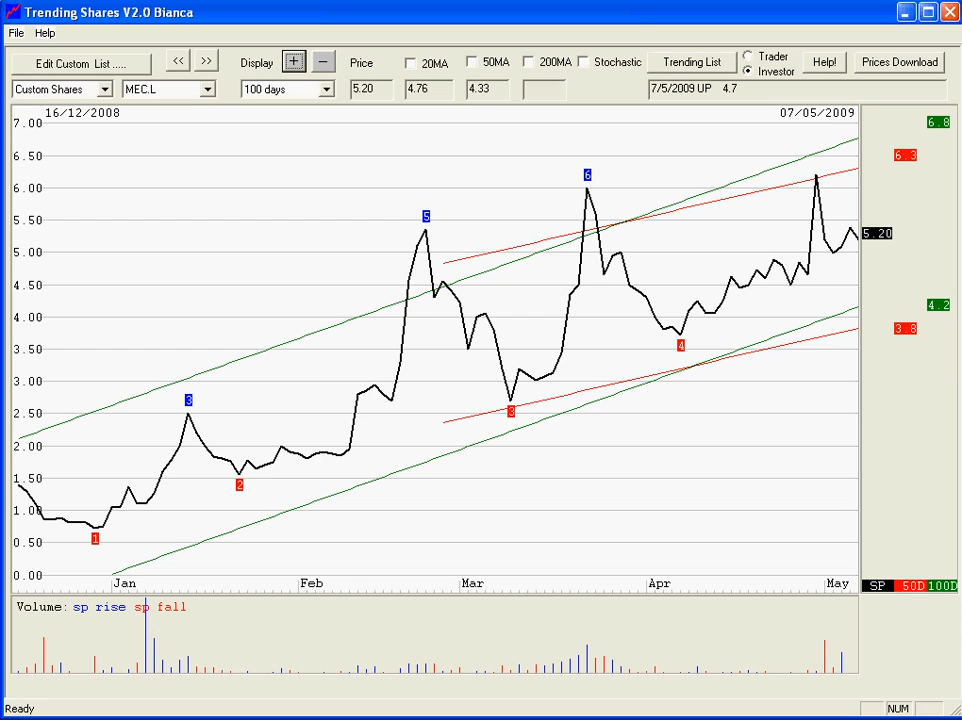 Trending Shares V2.0 Bianca
File Help
Edit Custom List ..... << >> Display + − Price 20MA 50MA 200MA Stochastic Trending List Trader Investor Help! Prices Download
Custom Shares MEC.L 100 days 5.20 4.76 4.33 7/5/2009 UP 4.7
16/12/2008 07/05/2009
7.00 6.8
6.50 6.3
6.00 6
5.50 5
5.20
5.00
4.50 4.2
4.00
3.50 4 3.8
3.00
2.50 3 3
2.00
1.50 2
1.00
0.50 1
0.00
Jan Feb Mar Apr May SP 50D 100D
Volume: sp rise sp fall
Ready NUM